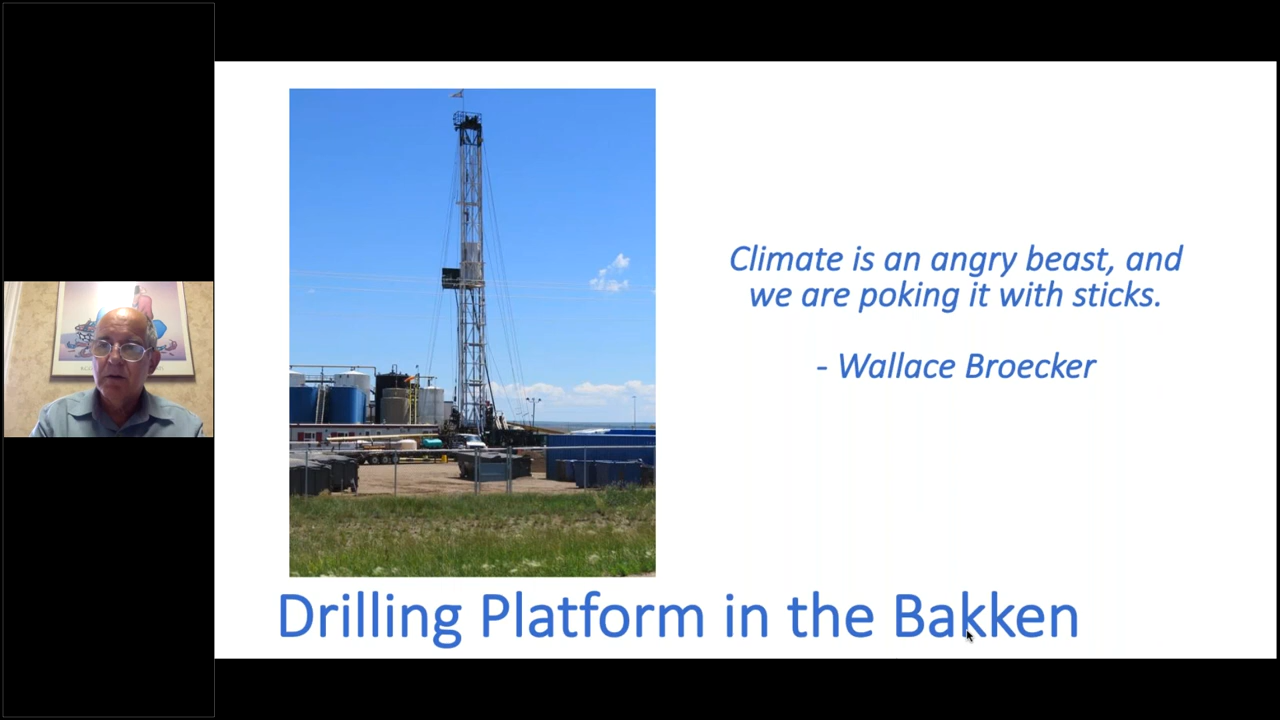 Climate is an angry beast, and
we are poking it with sticks.
- Wallace Broecker
Drilling Platform in the Bakken